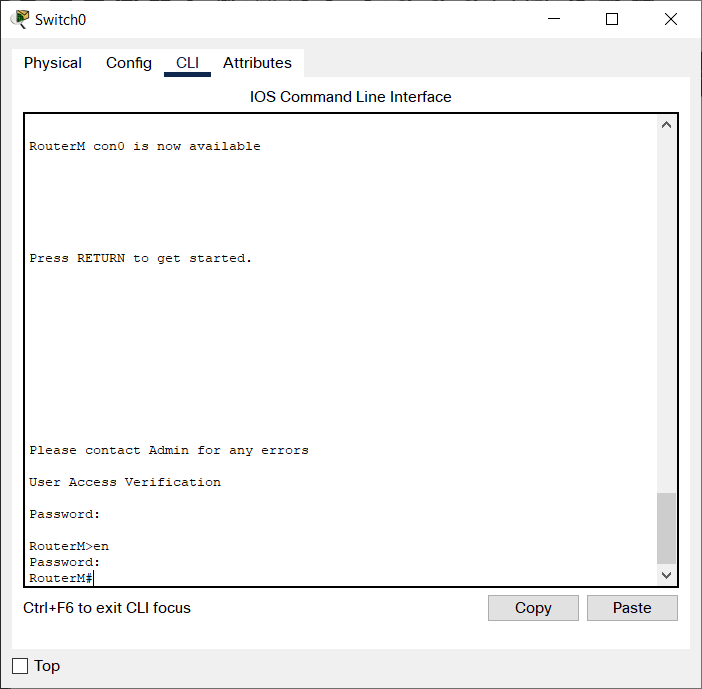 Switch0
Physical Config CLI Attributes
IOS Command Line Interface
RouterM con0 is now available
Press RETURN to get started.
Please contact Admin for any errors
User Access Verification
Password:
RouterM>en
Password:
RouterM#
Ctrl+F6 to exit CLI focus
Copy Paste
Top